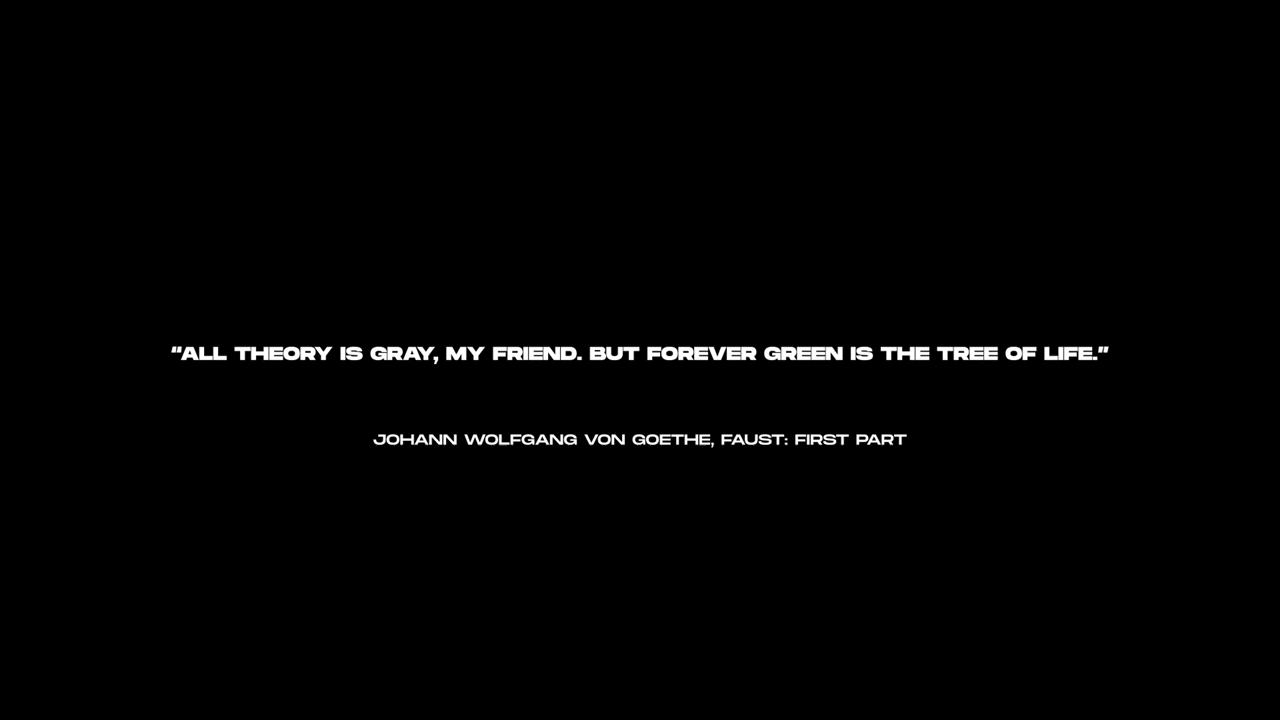 “ALL THEORY IS GRAY, MY FRIEND. BUT FOREVER GREEN IS THE TREE OF LIFE.”
JOHANN WOLFGANG VON GOETHE, FAUST: FIRST PART